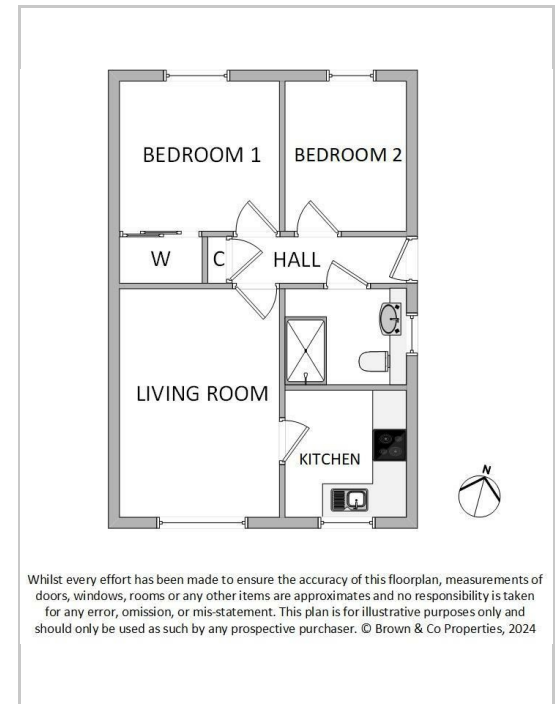 BEDROOM 1
BEDROOM 2
W
C
HALL
LIVING ROOM
KITCHEN
N
Whilst every effort has been made to ensure the accuracy of this floorplan, measurements of
doors, windows, rooms or any other items are approximates and no responsibility is taken
for any error, omission, or mis-statement. This plan is for illustrative purposes only and
should only be used as such by any prospective purchaser. © Brown & Co Properties, 2024